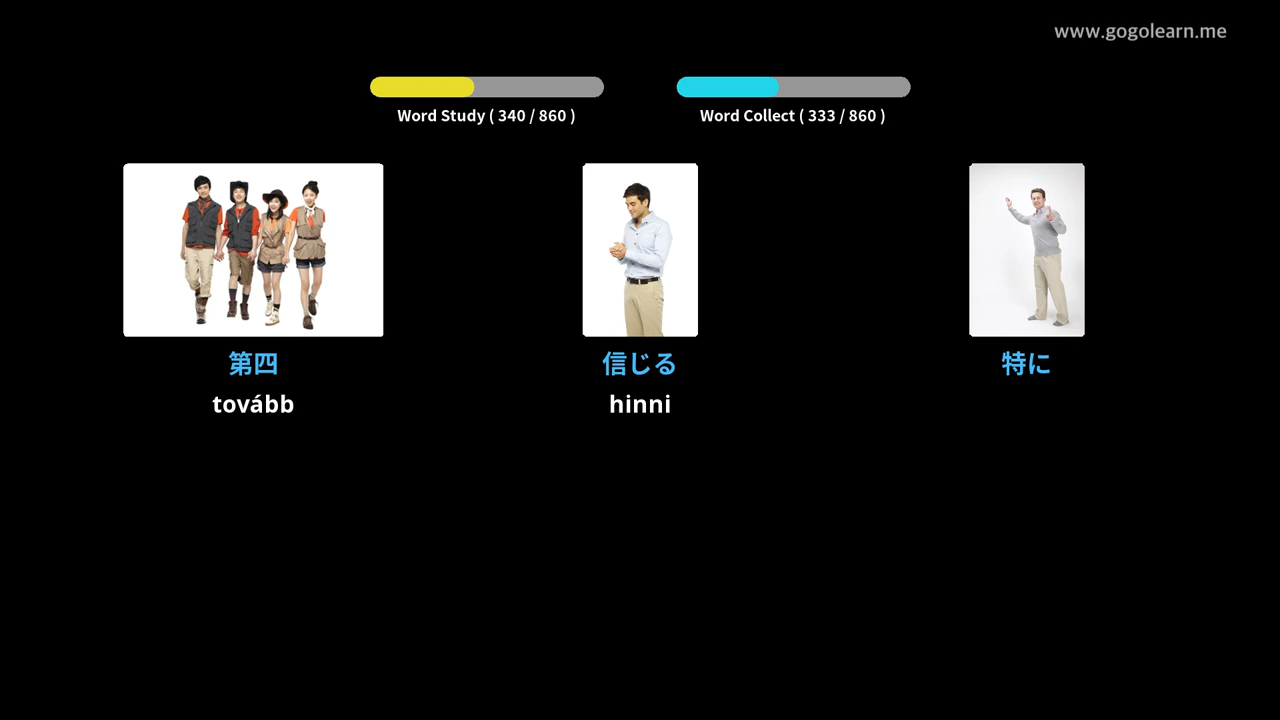 www.gogolearn.me
Word Study ( 340 / 860 )
Word Collect ( 333 / 860 )
第四
信じる
特に
tovább
hinni